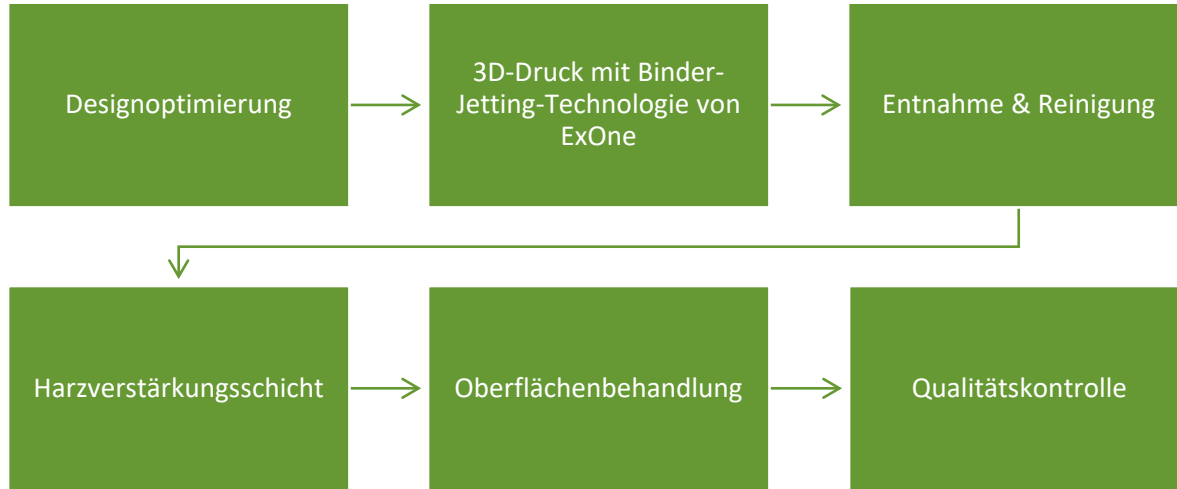 Designoptimierung
3D-Druck mit Binder-
Jetting-Technologie von
ExOne
Entnahme & Reinigung
Harzverstärkungsschicht
Oberflächenbehandlung
Qualitätskontrolle